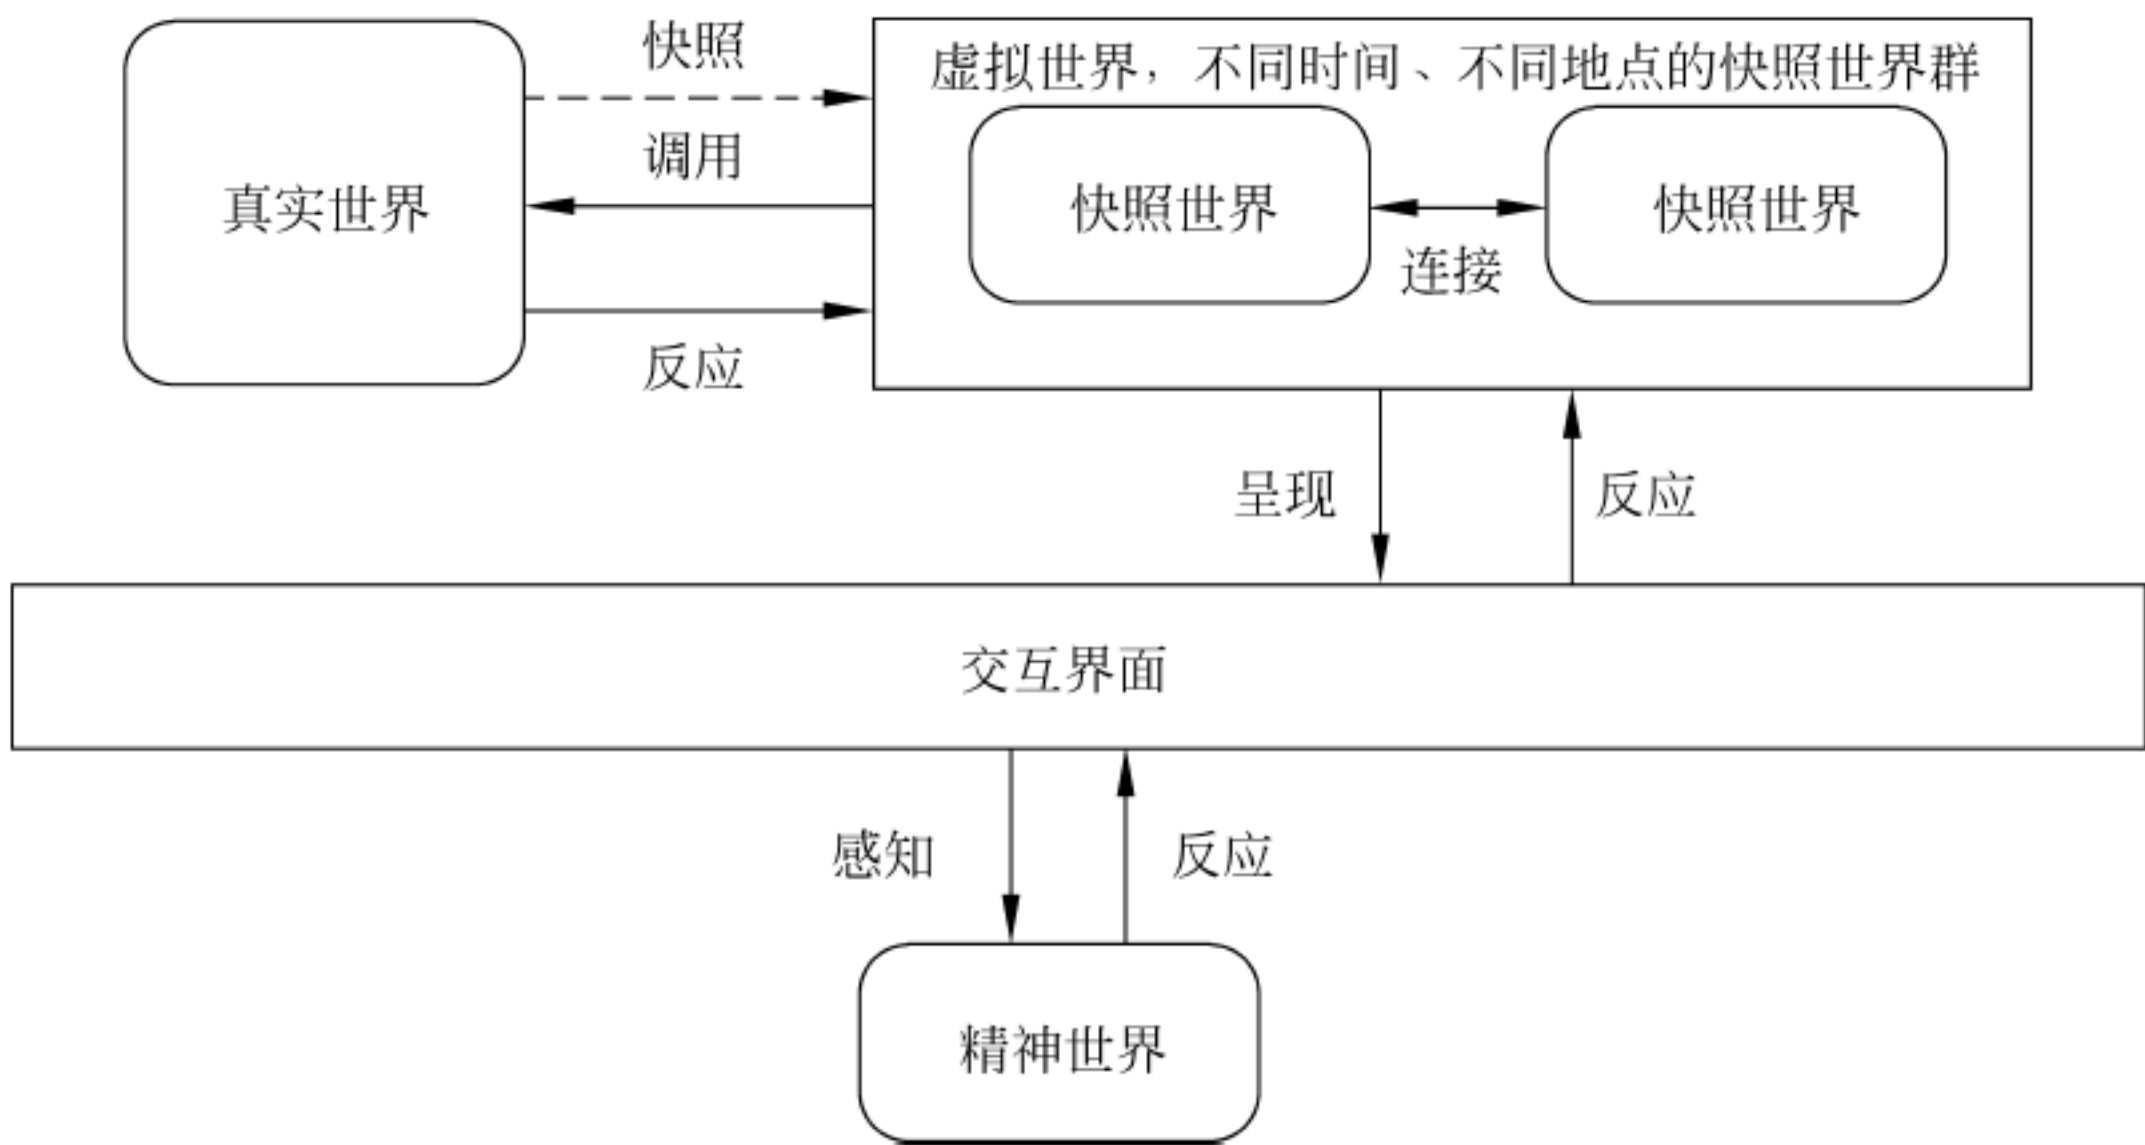 快照
虚拟世界，不同时间、不同地点的快照世界群
调用
真实世界
快照世界
快照世界
连接
反应
呈现
反应
交互界面
感知
反应
精神世界